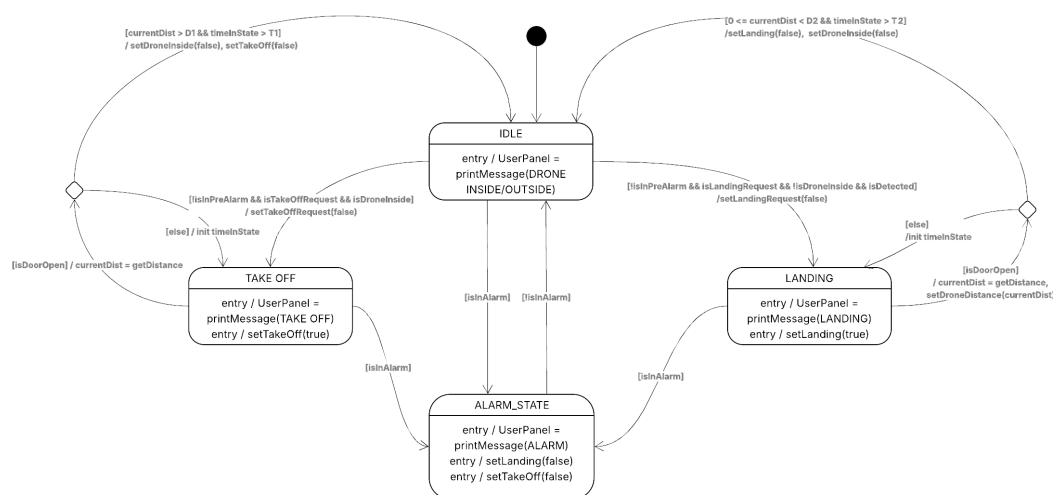 [currentDist > D1 && timeInState > T1]
/ setDroneInside(false), setTakeOff(false)
[0 <= currentDist < D2 && timeInState > T2]
/setLanding(false), setDroneInside(false)
IDLE
entry / UserPanel =
printMessage(DRONE
INSIDE/OUTSIDE)
[!isInPreAlarm && isTakeOffRequest && isDroneInside]
/ setTakeOffRequest(false)
[!isInPreAlarm && isLandingRequest && !isDroneInside && isDetected]
/setLandingRequest(false)
[else] / init timeInState
[else]
/init timeInState
[isDoorOpen] / currentDist = getDistance
[isDoorOpen]
/ currentDist = getDistance,
setDroneDistance(currentDist)
TAKE OFF
entry / UserPanel =
printMessage(TAKE OFF)
entry / setTakeOff(true)
[isInAlarm]
[!isInAlarm]
LANDING
entry / UserPanel =
printMessage(LANDING)
entry / setLanding(true)
[isInAlarm]
[isInAlarm]
ALARM_STATE
entry / UserPanel =
printMessage(ALARM)
entry / setLanding(false)
entry / setTakeOff(false)